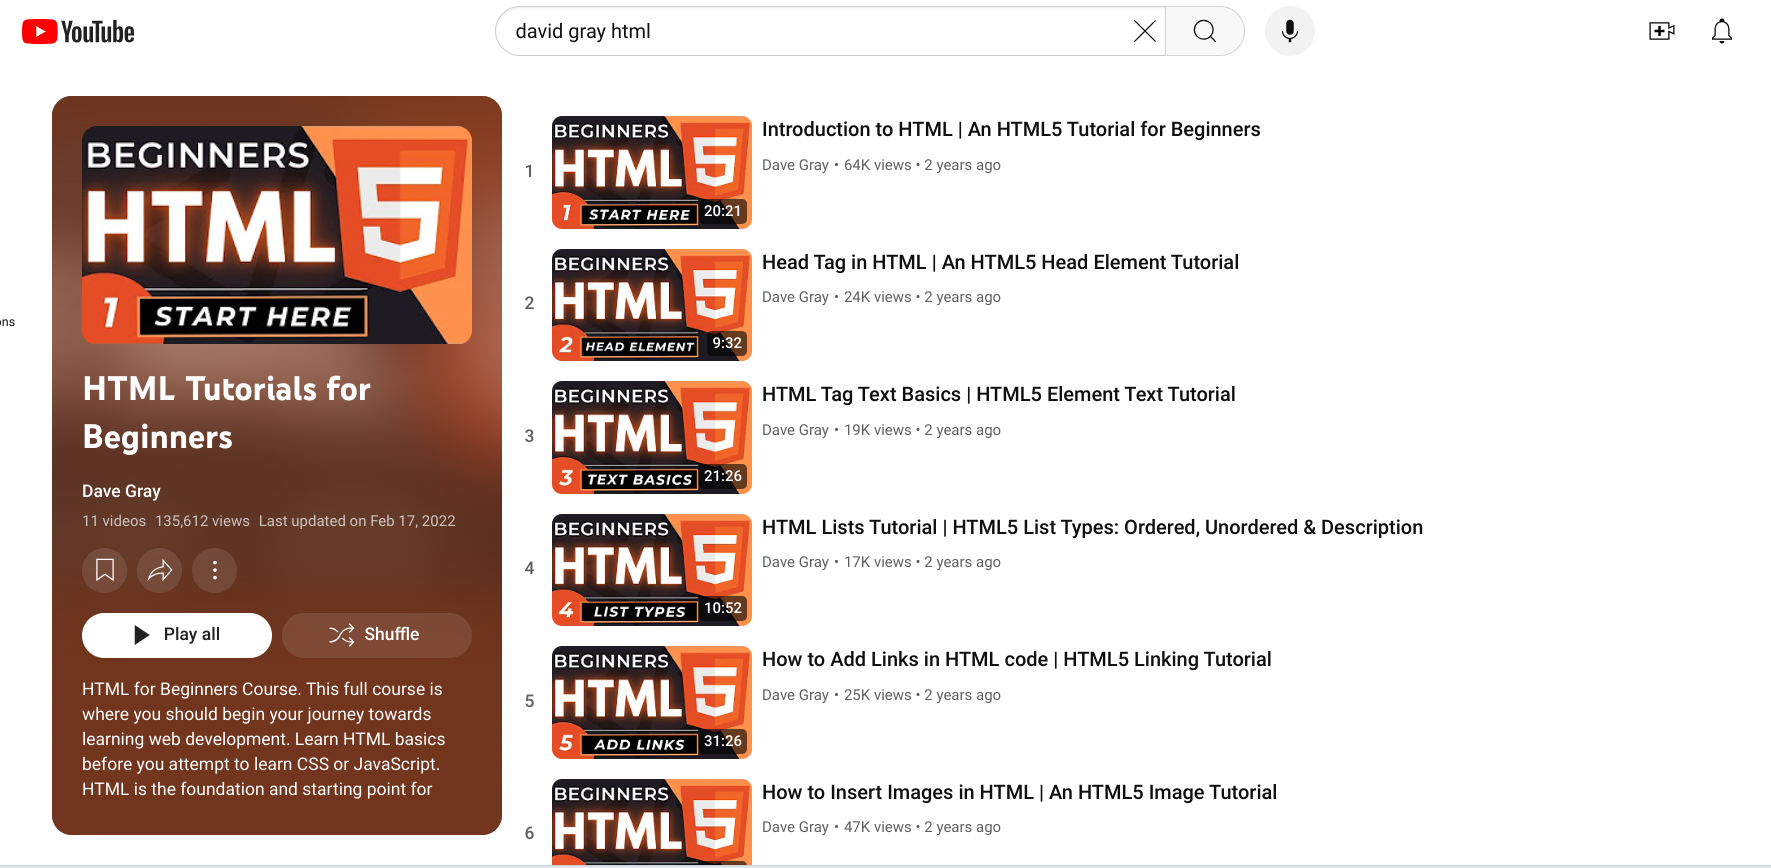 YouTube
david gray html
ons
BEGINNERS
HTML
5
1 START HERE
HTML Tutorials for
Beginners
Dave Gray
11 videos 135,612 views Last updated on Feb 17, 2022
Play all
Shuffle
HTML for Beginners Course. This full course is
where you should begin your journey towards
learning web development. Learn HTML basics
before you attempt to learn CSS or JavaScript.
HTML is the foundation and starting point for
1
BEGINNERS
HTML
5
1 START HERE 20:21
Introduction to HTML | An HTML5 Tutorial for Beginners
Dave Gray • 64K views • 2 years ago
2
BEGINNERS
HTML
5
2 HEAD ELEMENT 9:32
Head Tag in HTML | An HTML5 Head Element Tutorial
Dave Gray • 24K views • 2 years ago
3
BEGINNERS
HTML
5
3 TEXT BASICS 21:26
HTML Tag Text Basics | HTML5 Element Text Tutorial
Dave Gray • 19K views • 2 years ago
4
BEGINNERS
HTML
5
4 LIST TYPES 10:52
HTML Lists Tutorial | HTML5 List Types: Ordered, Unordered & Description
Dave Gray • 17K views • 2 years ago
5
BEGINNERS
HTML
5
5 ADD LINKS 31:26
How to Add Links in HTML code | HTML5 Linking Tutorial
Dave Gray • 25K views • 2 years ago
6
BEGINNERS
HTML
5
How to Insert Images in HTML | An HTML5 Image Tutorial
Dave Gray • 47K views • 2 years ago